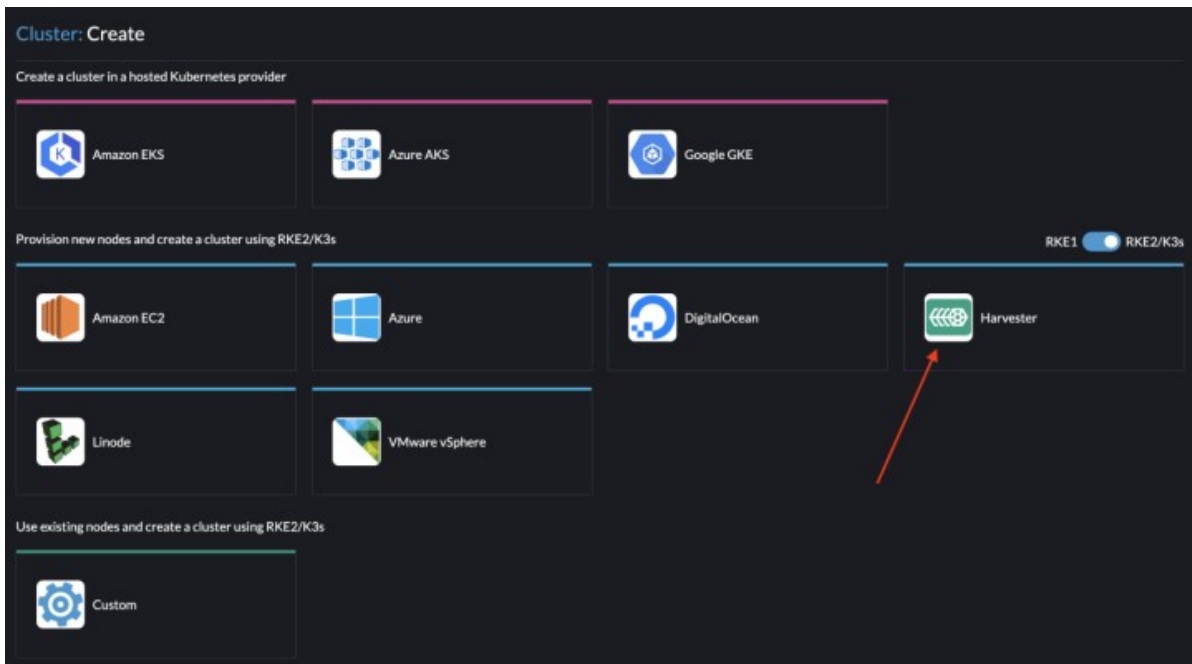 Cluster: Create
Create a cluster in a hosted Kubernetes provider
K
Amazon EKS
Azure AKS
Google GKE
Provision new nodes and create a cluster using RKE2/K3s
RKE1
RKE2/K3s
Amazon EC2
Azure
DigitalOcean
Harvester
Linode
VMware vSphere
Use existing nodes and create a cluster using RKE2/K3s
Custom